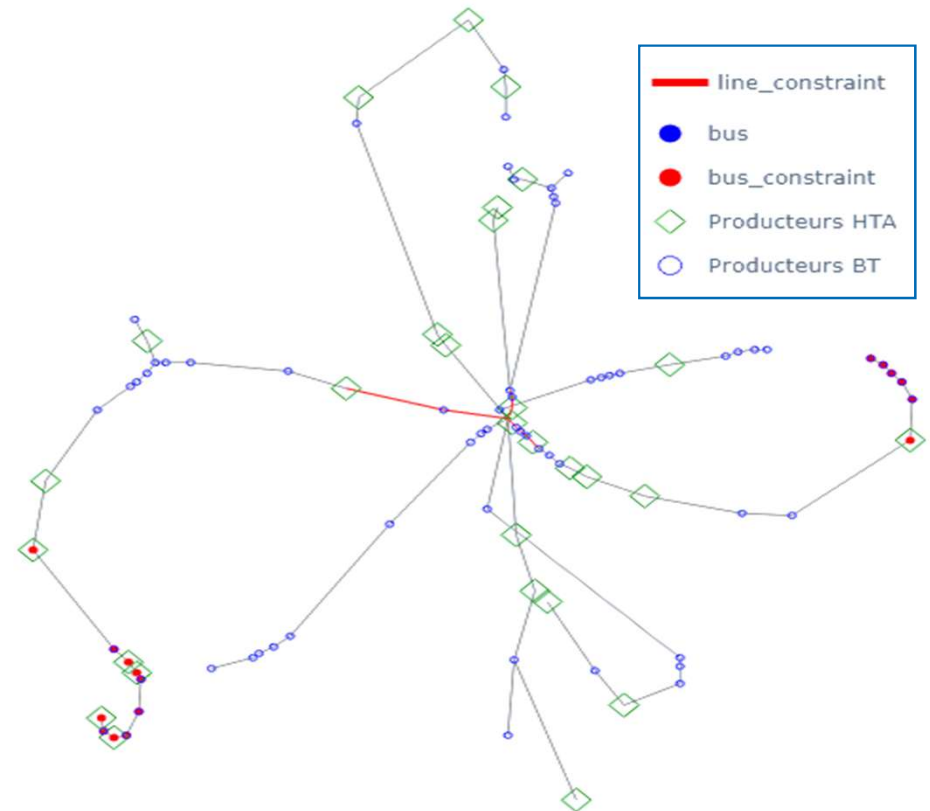 line_constraint
bus
bus_constraint
Producteurs HTA
Producteurs BT